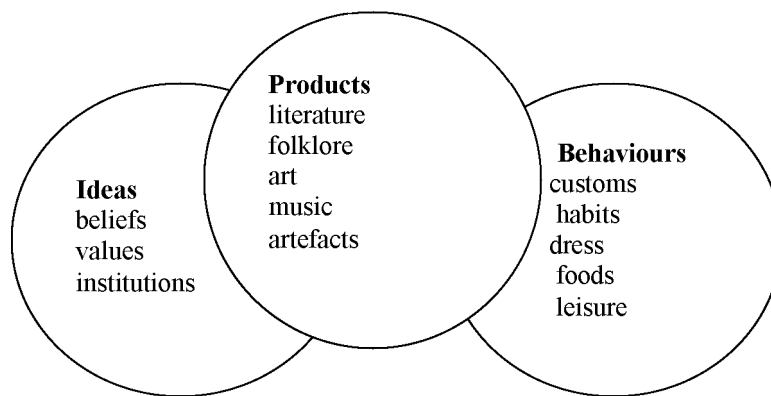 Products
literature
folklore
art
music
artefacts
Ideas
beliefs
values
institutions
Behaviours
customs
habits
dress
foods
leisure